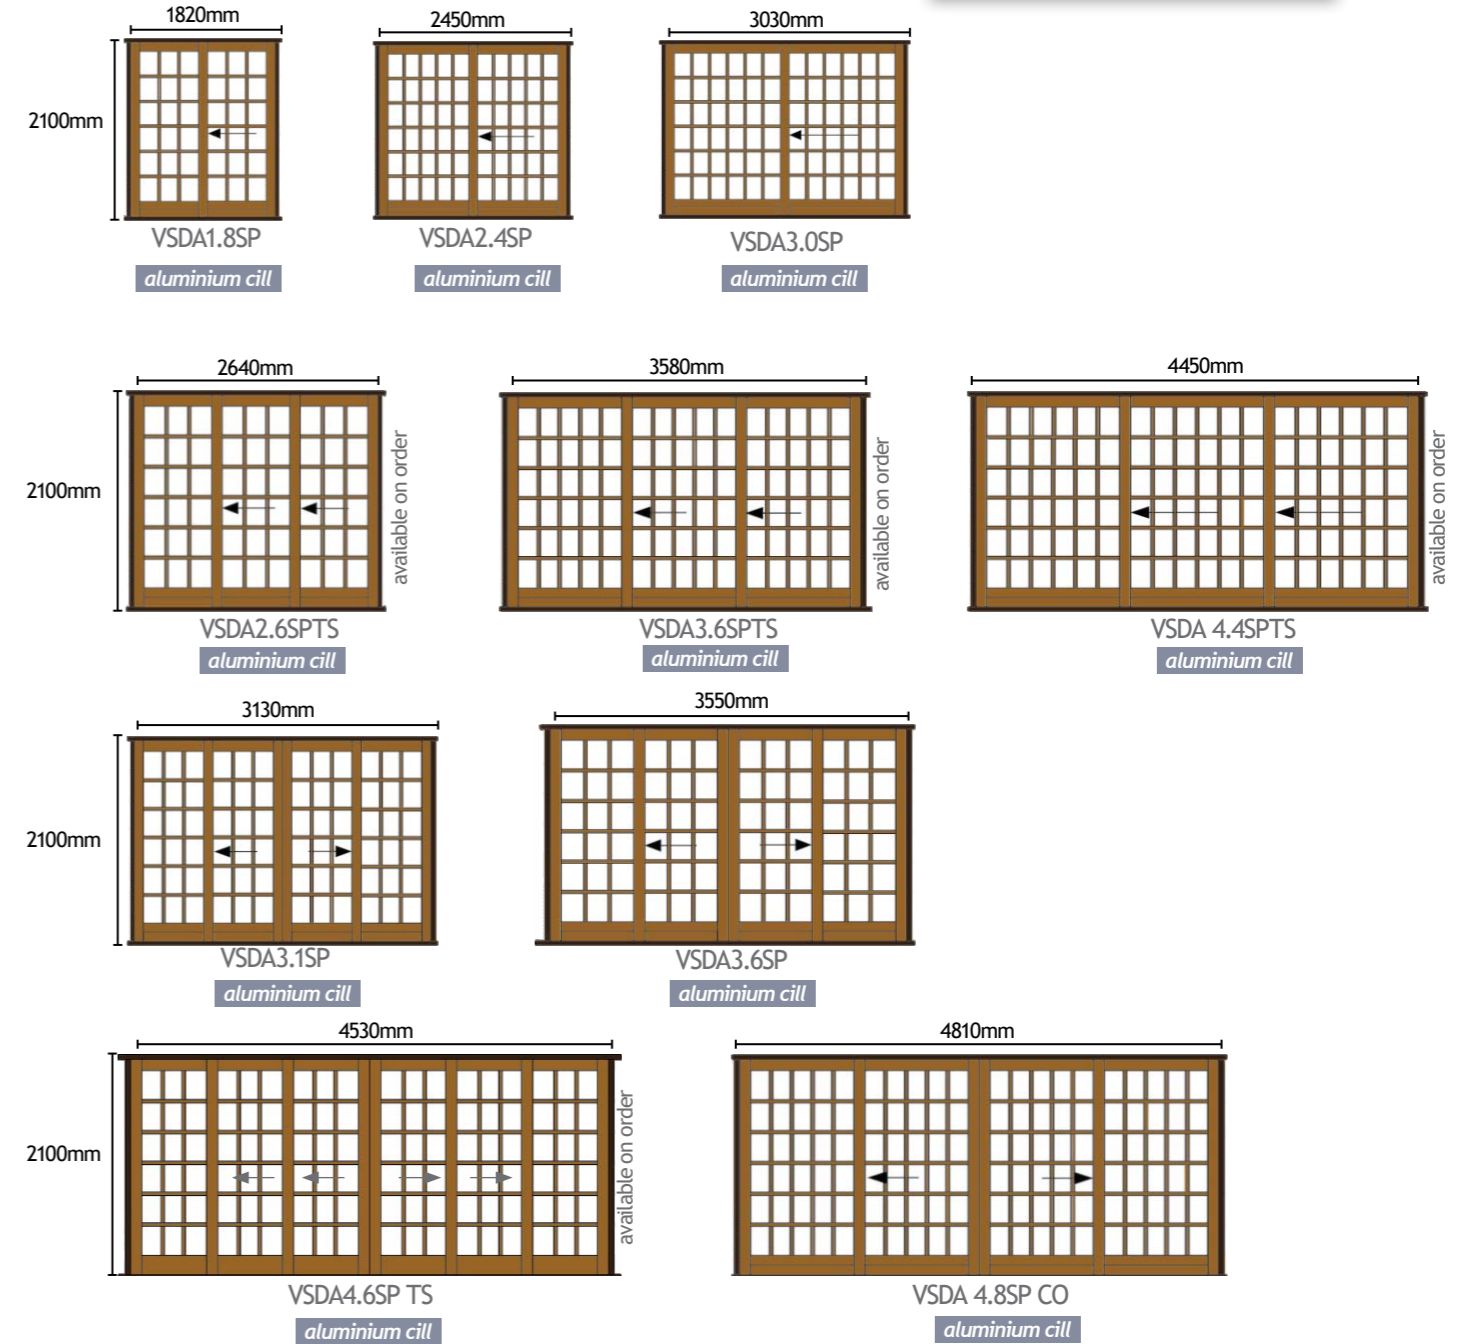 1820mm
2450mm
3030mm
2100mm
VSDA1.8SP
VSDA2.4SP
VSDA3.0SP
aluminium cill
aluminium cill
aluminium cill
2640mm
3580mm
4450mm
2100mm
available on order
available on order
available on order
VSDA2.6SPTS
VSDA3.6SPTS
VSDA 4.4SPTS
aluminium cill
aluminium cill
aluminium cill
3130mm
3550mm
2100mm
VSDA3.1SP
VSDA3.6SP
aluminium cill
aluminium cill
4530mm
4810mm
2100mm
available on order
VSDA4.6SP TS
VSDA 4.8SP CO
aluminium cill
aluminium cill